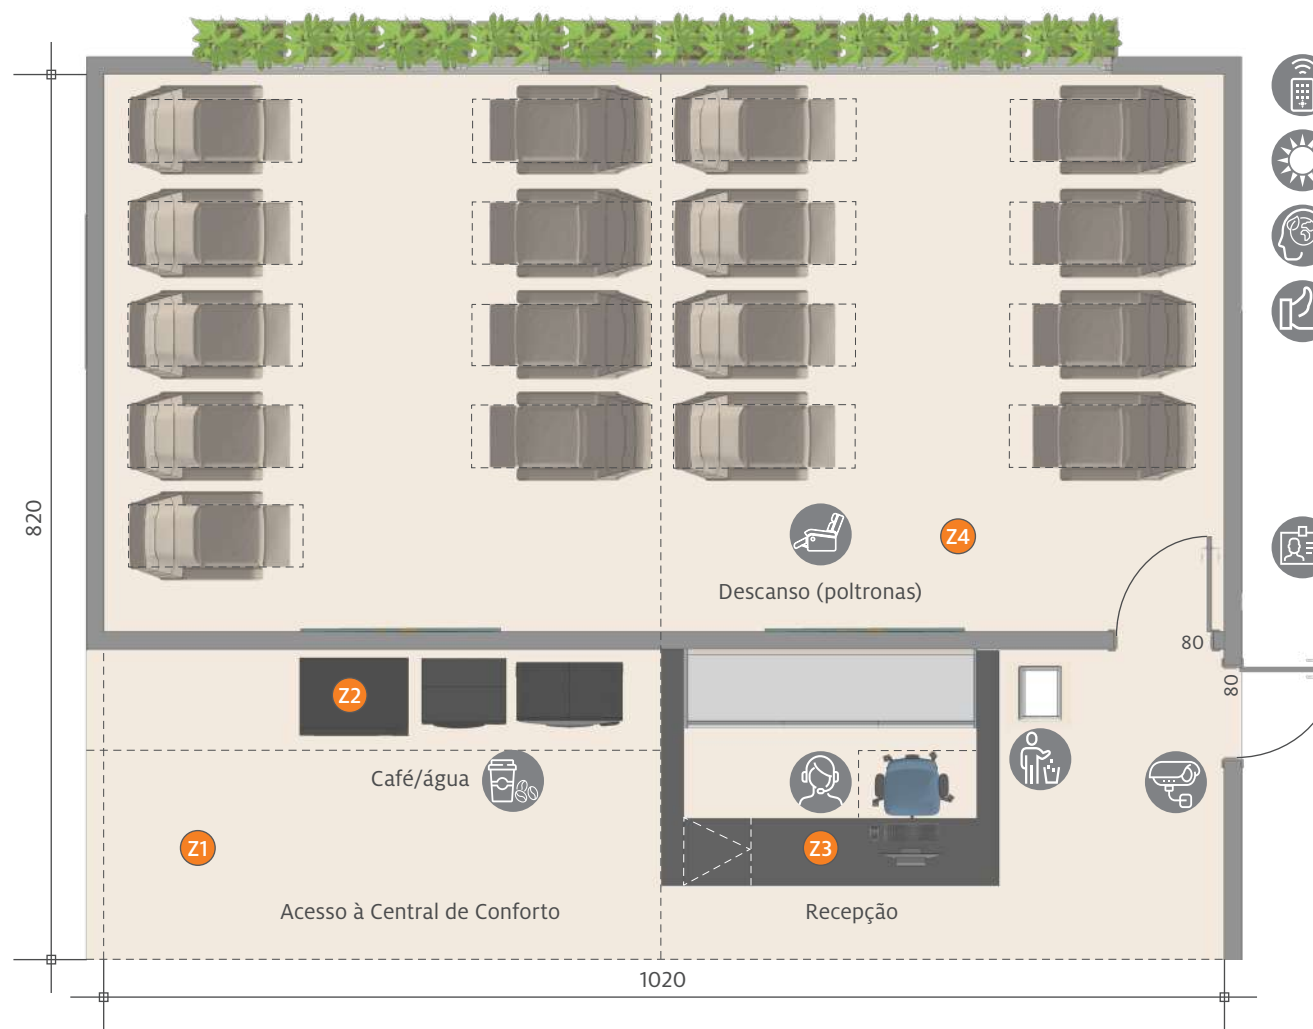 820
Z4
Descanso (poltronas)
80
80
Z2
Café/água
Z1
Z3
Acesso à Central de Conforto
Recepção
1020